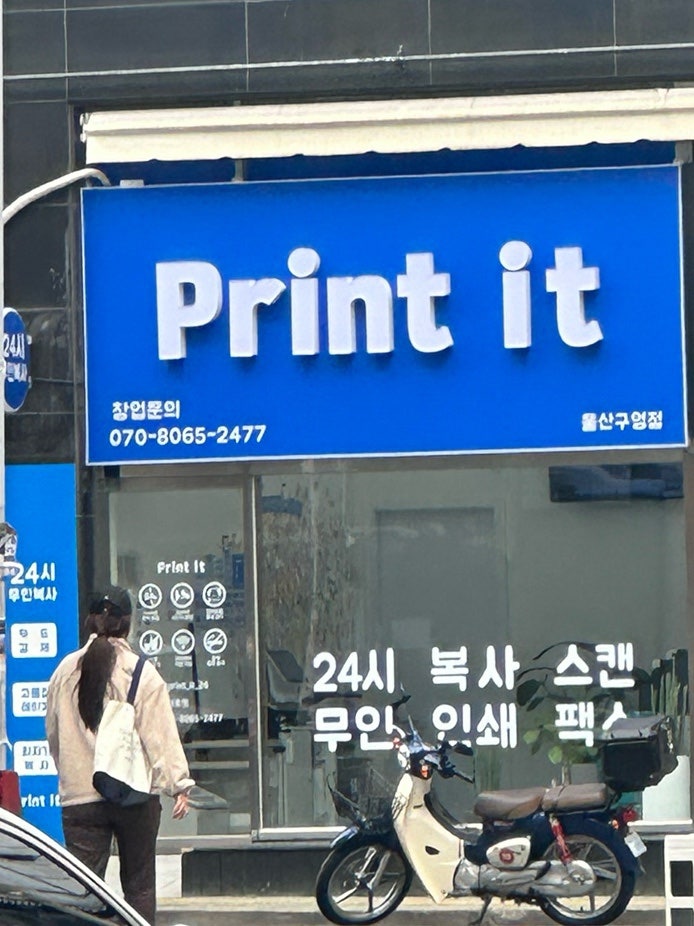 Print it
창업문의
070-8065-2477
울산구영점
24시
24시
무인복사
Print it
24시 복사 스캔
무인 인쇄 팩스
8065-2477